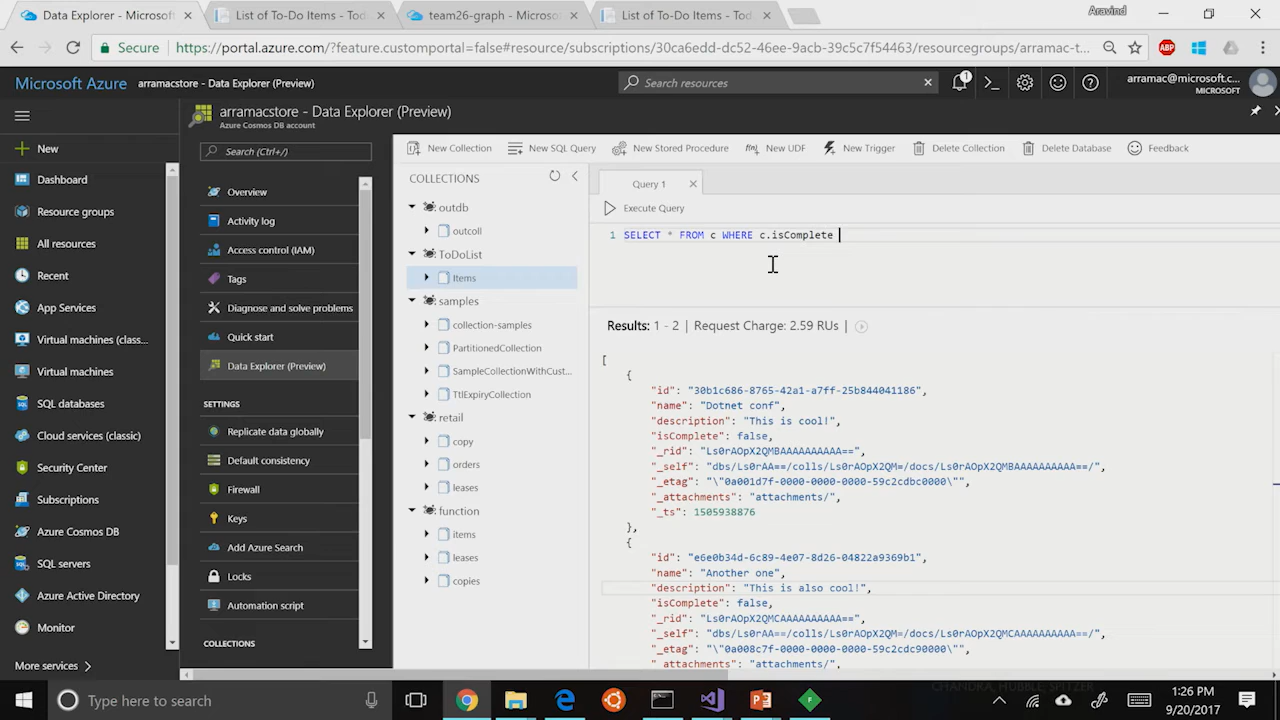 Data Explorer (Preview) - M
List of To-Do Items - Tod
team26-graph - Microsof
List of To-Do Items - Tod
Aravind
Secure
https://portal.azure.com/?feature.customportal=false#resource/subscriptions/30ca6edd-dc52-46ee-9acb-39c5c7f54463/resourcegroups/arramac-t...
ABP
Microsoft Azure
arramacstore - Data Explorer (Preview)
Search resources
1
arramac@microsoft.c...
MICROSOFT
arramacstore - Data Explorer (Preview)
Azure Cosmos DB account
New
Dashboard
Resource groups
All resources
Recent
App Services
Virtual machines (class...
Virtual machines
SQL databases
Cloud services (classic)
Security Center
Subscriptions
Azure Cosmos DB
SQL servers
Azure Active Directory
Monitor
More services
Search (Ctrl+/)
Overview
Activity log
Access control (IAM)
Tags
Diagnose and solve problems
Quick start
Data Explorer (Preview)
SETTINGS
Replicate data globally
Default consistency
Firewall
Keys
Add Azure Search
Locks
Automation script
COLLECTIONS
New Collection
New SQL Query
New Stored Procedure
New UDF
New Trigger
Delete Collection
Delete Database
Feedback
COLLECTIONS
outdb
outcoll
ToDoList
Items
samples
collection-samples
PartitionedCollection
SampleCollectionWithCust...
TtlExpiryCollection
retail
copy
orders
leases
function
items
leases
copies
Query 1
Execute Query
1 SELECT * FROM c WHERE c.isComplete
Results: 1 - 2 | Request Charge: 2.59 RUs |
[
{
"id": "30b1c686-8765-42a1-a7ff-25b844041186",
"name": "Dotnet conf",
"description": "This is cool!",
"isComplete": false,
"_rid": "Ls0rAOpX2QMBAAAAAAAAAA==",
"_self": "dbs/Ls0rAA==/colls/Ls0rAOpX2QM=/docs/Ls0rAOpX2QMBAAAAAAAAAA==/",
"_etag": "\"0a001d7f-0000-0000-0000-59c2cdbc0000\"",
"_attachments": "attachments/",
"_ts": 1505938876
},
{
"id": "e6e0b34d-6c89-4e07-8d26-04822a9369b1",
"name": "Another one",
"description": "This is also cool!",
"isComplete": false,
"_rid": "Ls0rAOpX2QMCAAAAAAAAAA==",
"_self": "dbs/Ls0rAA==/colls/Ls0rAOpX2QM=/docs/Ls0rAOpX2QMCAAAAAAAAAA==/",
"_etag": "\"0a008c7f-0000-0000-0000-59c2cdc90000\"",
"_attachments": "attachments/",
CHANDRA, HUBBLE, SPITZER
Type here to search
1:26 PM
9/20/2017